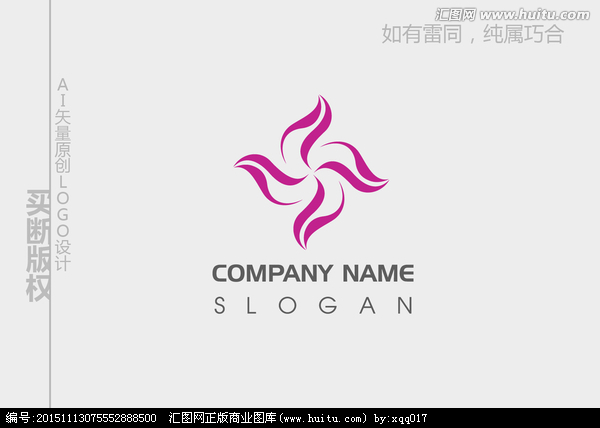 汇图网 www.huitu.com
如有雷同，纯属巧合
AI矢量原创LOGO设计
买断版权
COMPANY NAME
SLOGAN
编号:20151113075552888500 汇图网正版商业图库(www.huitu.com) by:xqq017